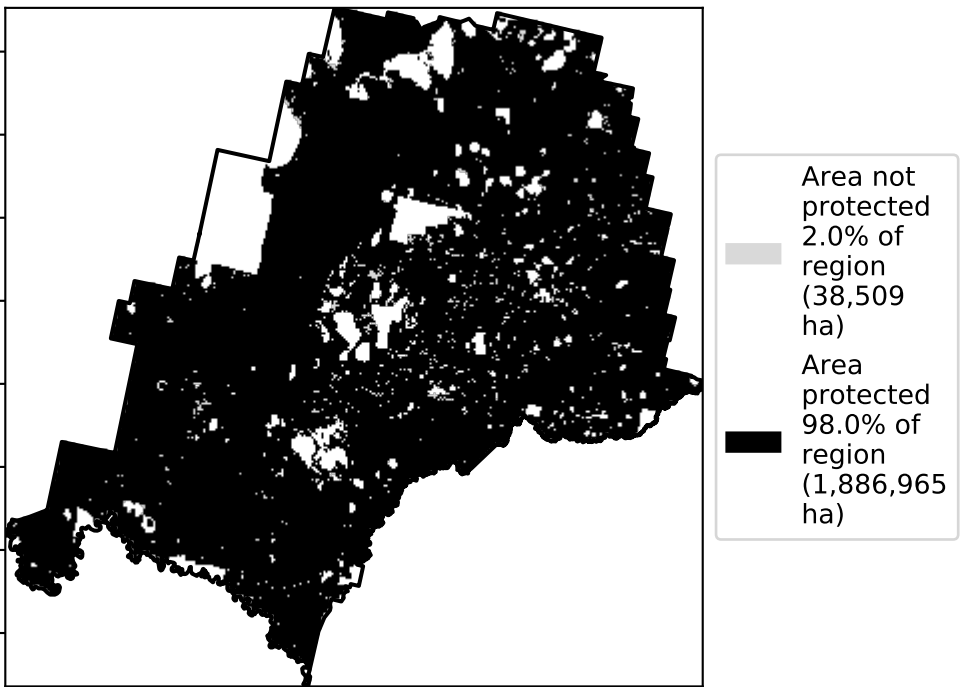 Area not
protected
2.0% of
region
(38,509
ha)
Area
protected
98.0% of
region
(1,886,965
ha)